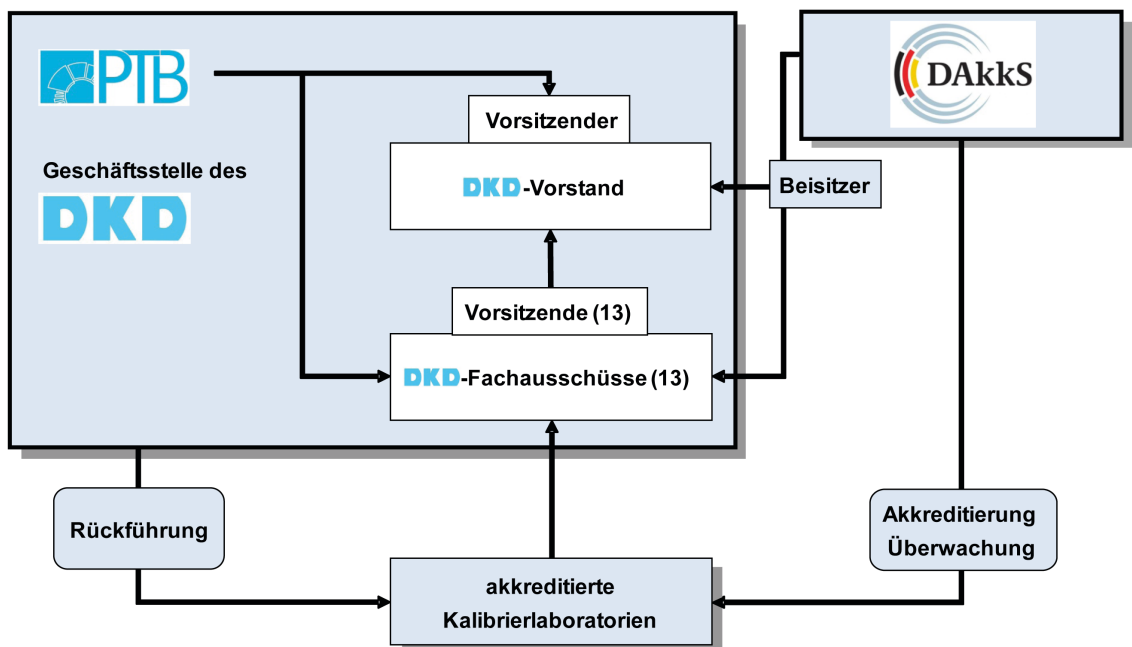 PTB
DAkkS
Vorsitzender
Geschäftsstelle des
DKD
DKD-Vorstand
Beisitzer
Vorsitzende (13)
DKD-Fachausschüsse (13)
Rückführung
Akkreditierung
Überwachung
akkreditierte
Kalibrierlaboratorien